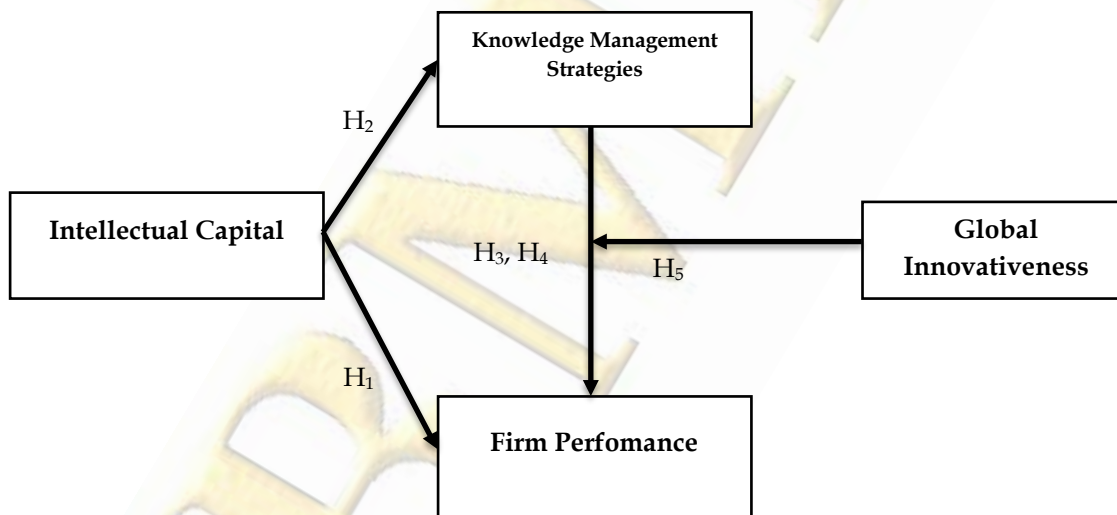 Knowledge Management
Strategies
H₂
Intellectual Capital
Global
Innovativeness
H₃, H₄
H₅
H₁
Firm Perfomance